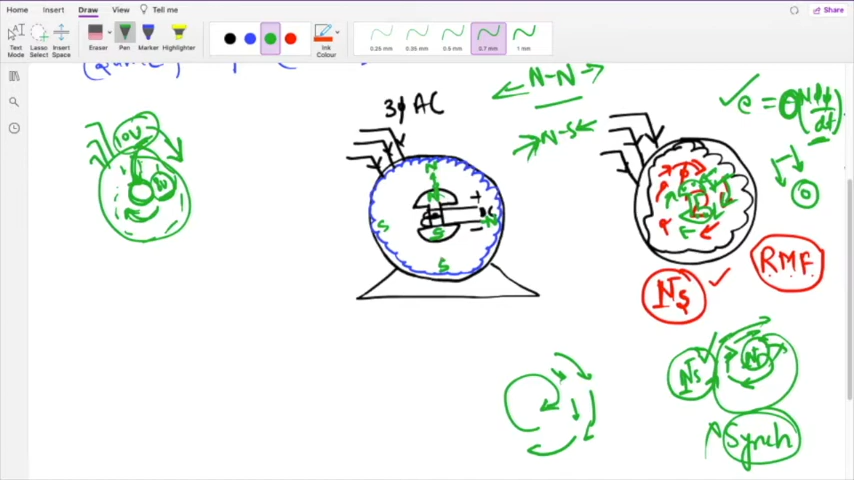 Home Insert Draw View Tell me Share
Text Mode
Lasso Select
Insert Space
Eraser
Pen
Marker
Highlighter
Ink Colour
0.25 mm
0.35 mm
0.5 mm
0.7 mm
1 mm
3φ AC
← N-N →
→ N-S ←
e =
10V
N
N
S
S
N
S
+
-
DC
RMF
Ns
Ns
Synch